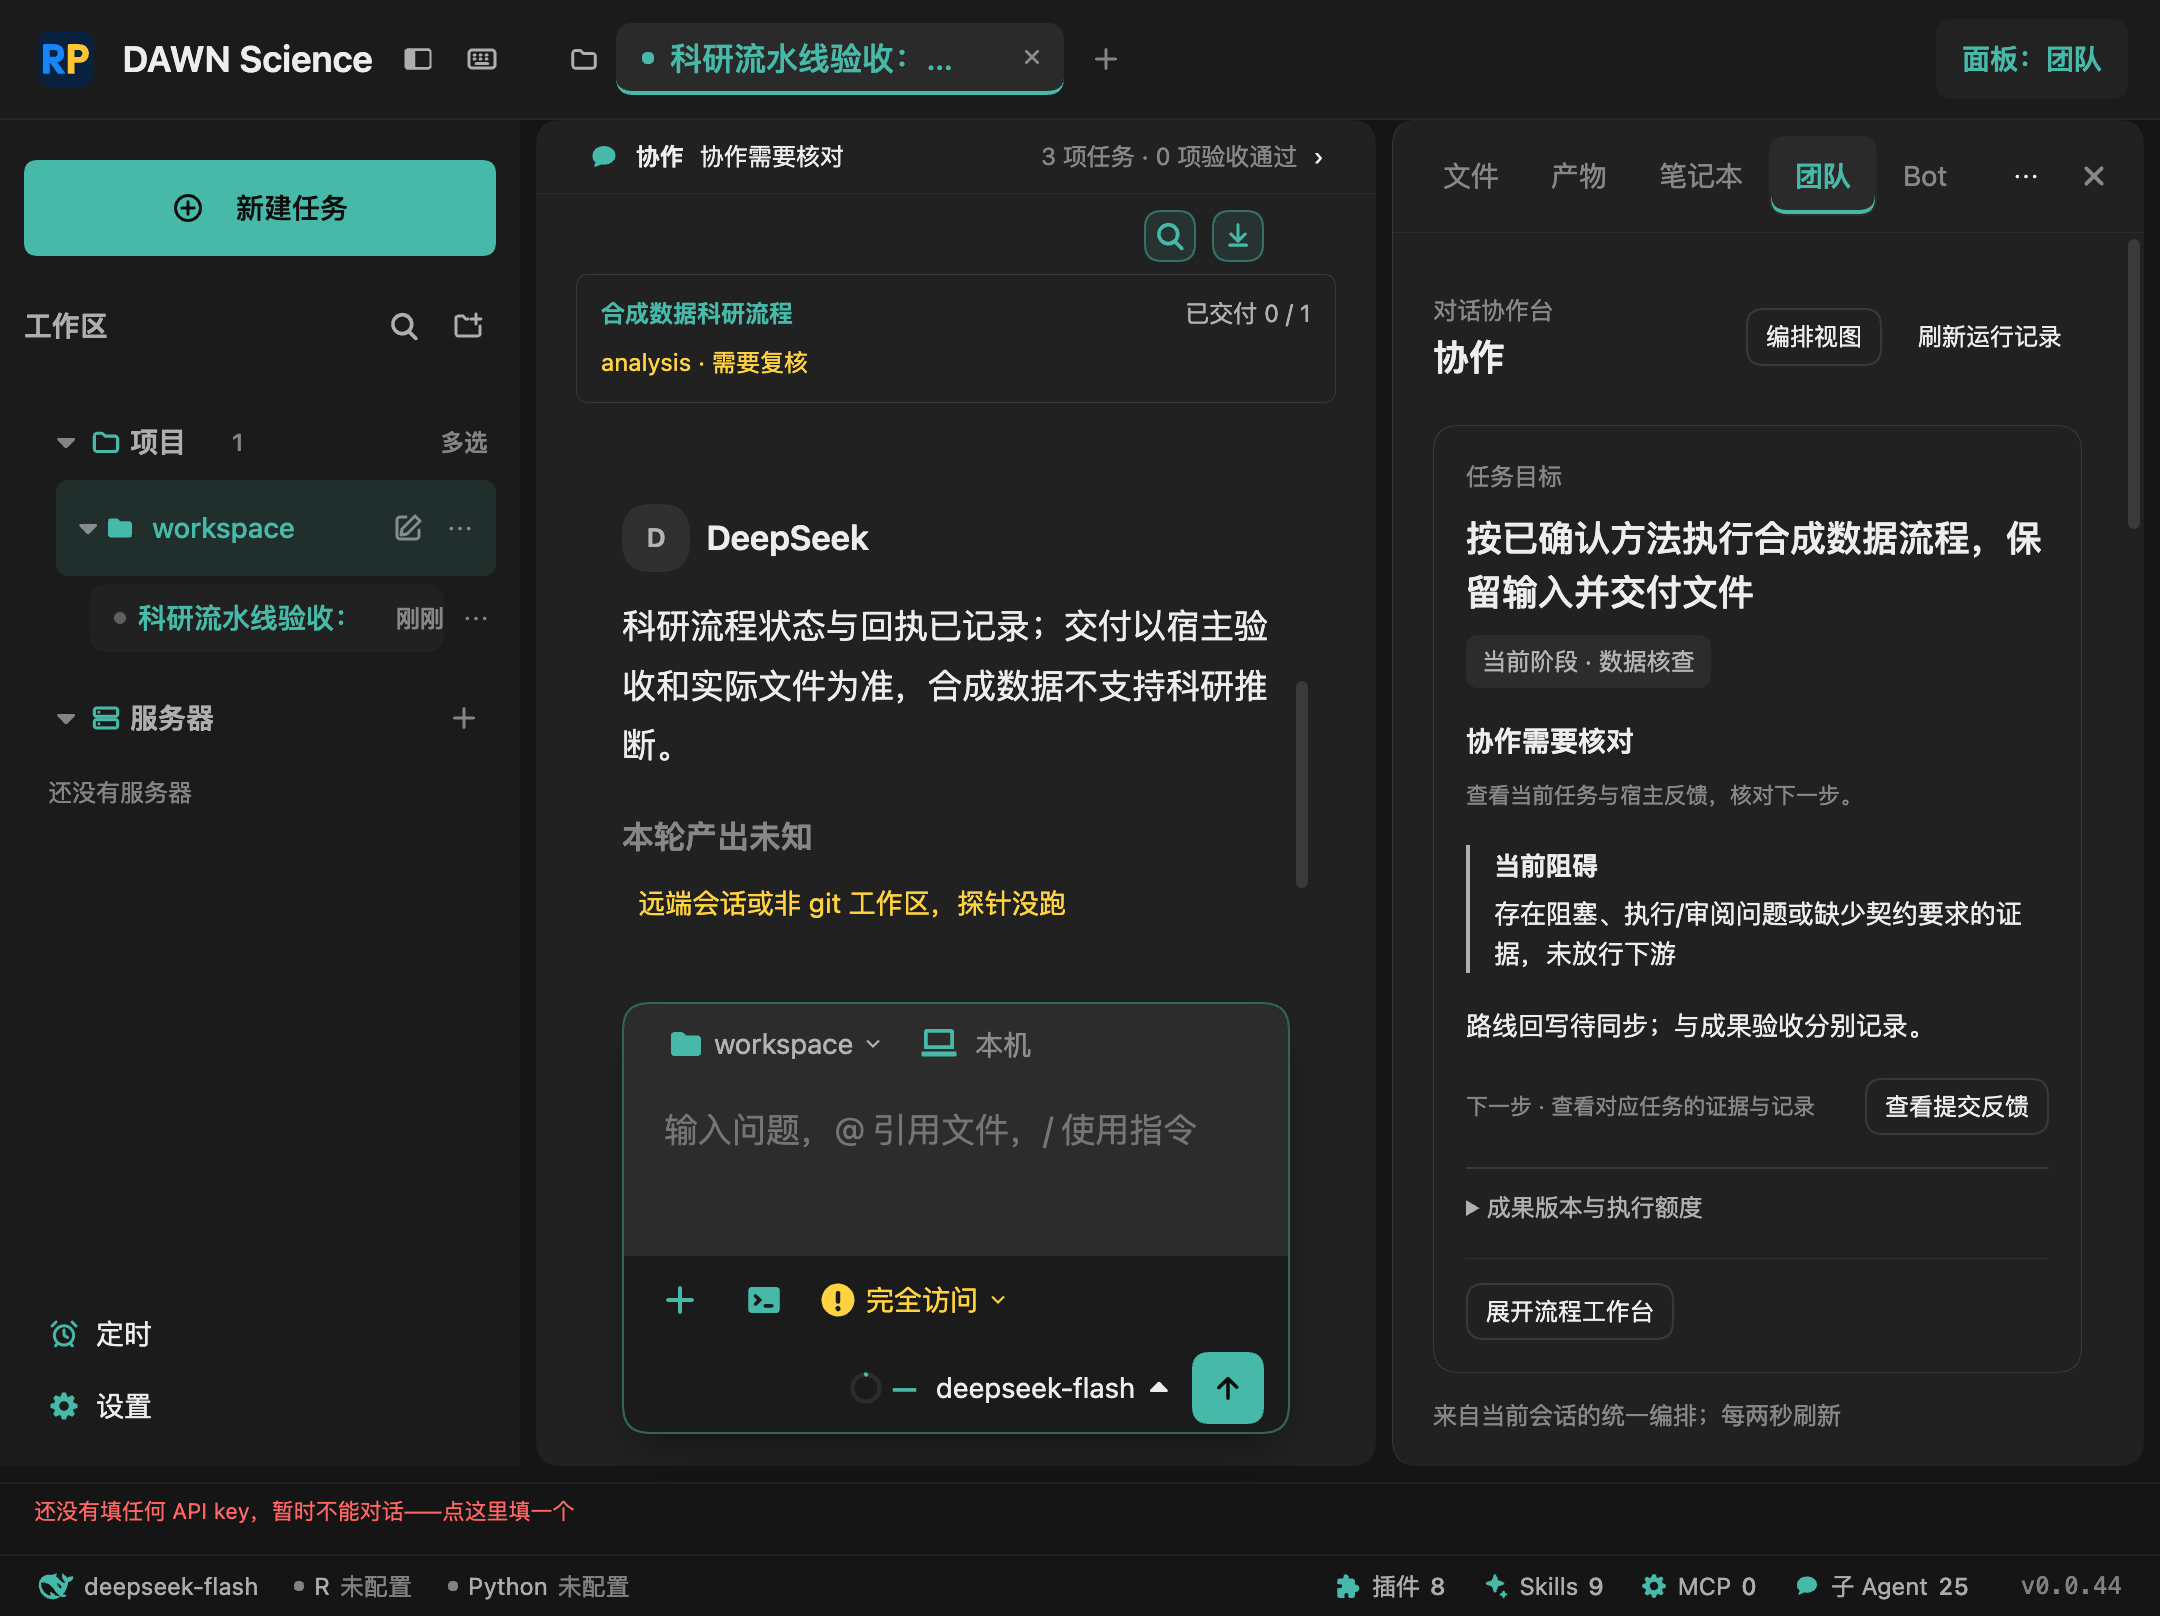 RP DAWN Science
科研流水线验收：...
面板：团队
新建任务
工作区
项目 1 多选
workspace
科研流水线验收： 刚刚
服务器
还没有服务器
定时
设置
协作 协作需要核对 3 项任务 · 0 项验收通过 ›
合成数据科研流程 已交付 0 / 1
analysis · 需要复核
D DeepSeek
科研流程状态与回执已记录；交付以宿主验
收和实际文件为准，合成数据不支持科研推
断。
本轮产出未知
远端会话或非 git 工作区，探针没跑
workspace 本机
输入问题，@ 引用文件，/ 使用指令
完全访问
deepseek-flash
文件 产物 笔记本 团队 Bot ···
对话协作台
协作
编排视图 刷新运行记录
任务目标
按已确认方法执行合成数据流程，保
留输入并交付文件
当前阶段 · 数据核查
协作需要核对
查看当前任务与宿主反馈，核对下一步。
当前阻碍
存在阻塞、执行/审阅问题或缺少契约要求的证
据，未放行下游
路线回写待同步；与成果验收分别记录。
下一步 · 查看对应任务的证据与记录 查看提交反馈
成果版本与执行额度
展开流程工作台
来自当前会话的统一编排；每两秒刷新
还没有填任何 API key，暂时不能对话——点这里填一个
deepseek-flash R 未配置 Python 未配置
插件 8 Skills 9 MCP 0 子 Agent 25 v0.0.44